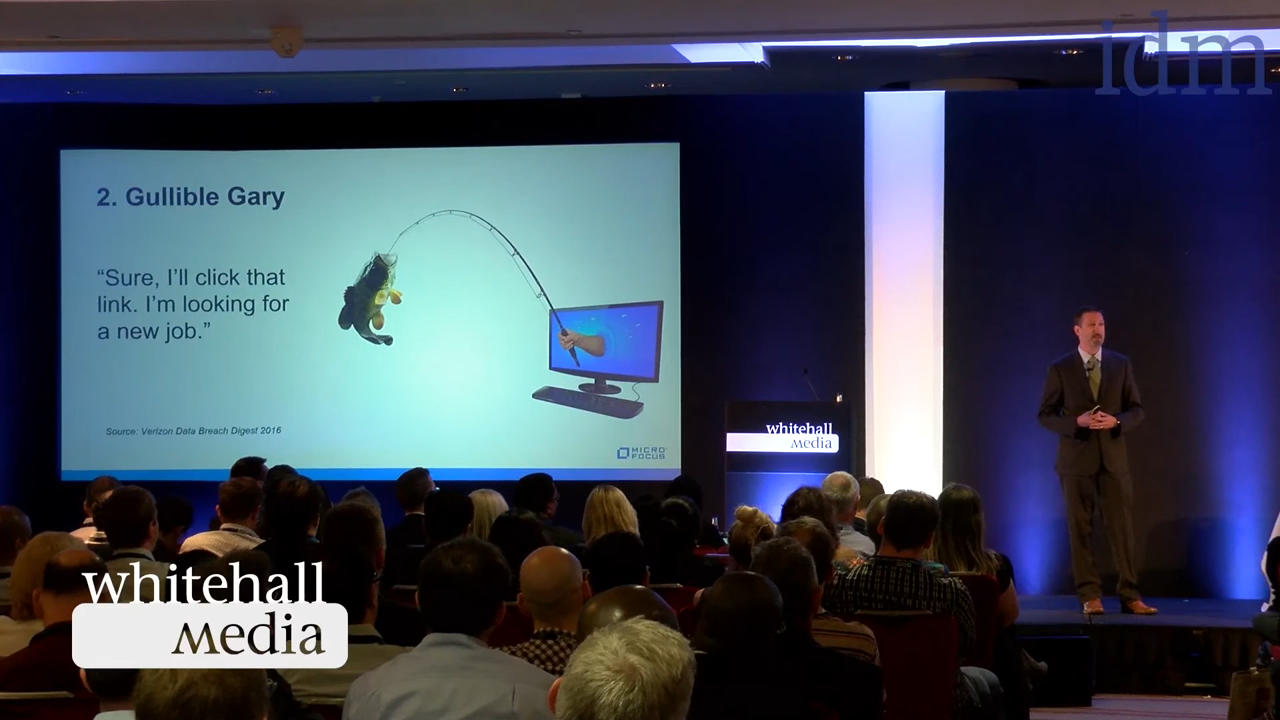 idm
2. Gullible Gary
“Sure, I’ll click that
link. I’m looking for
a new job.”
Source: Verizon Data Breach Digest 2016
MICRO
FOCUS
whitehall
media
whitehall
media